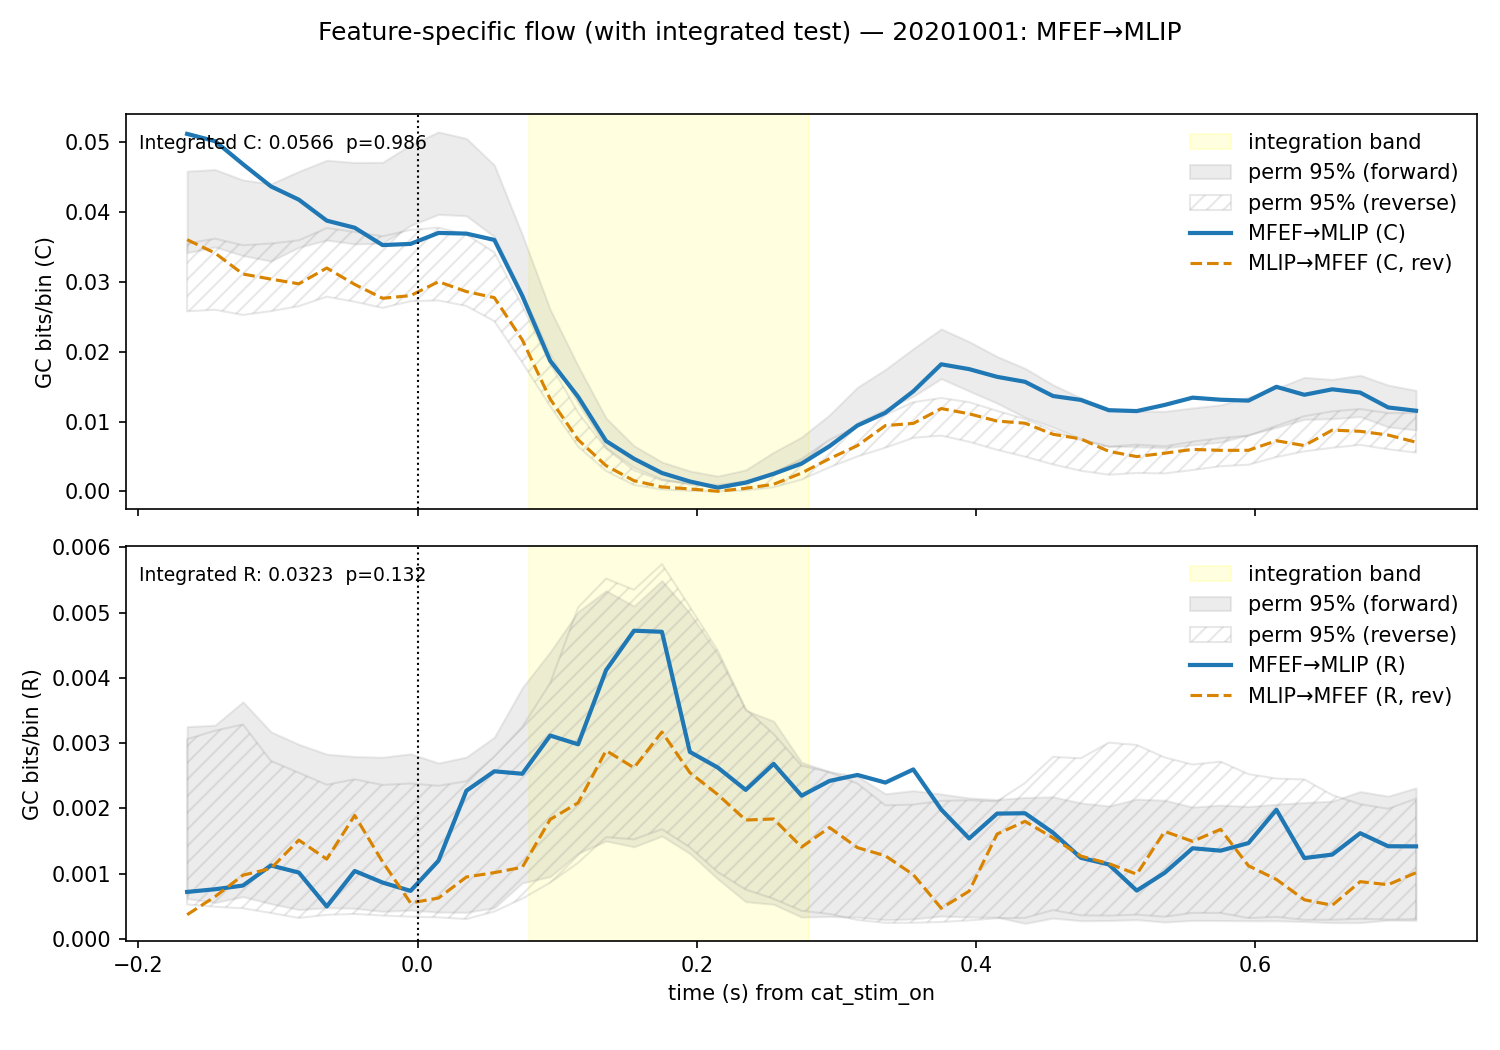 Feature-specific flow (with integrated test) — 20201001: MFEF→MLIP
Integrated C: 0.0566  p=0.986
integration band
perm 95% (forward)
perm 95% (reverse)
MFEF→MLIP (C)
MLIP→MFEF (C, rev)
GC bits/bin (C)
0.05
0.04
0.03
0.02
0.01
0.00
Integrated R: 0.0323  p=0.132
integration band
perm 95% (forward)
perm 95% (reverse)
MFEF→MLIP (R)
MLIP→MFEF (R, rev)
GC bits/bin (R)
0.006
0.005
0.004
0.003
0.002
0.001
0.000
−0.2 0.0 0.2 0.4 0.6
time (s) from cat_stim_on